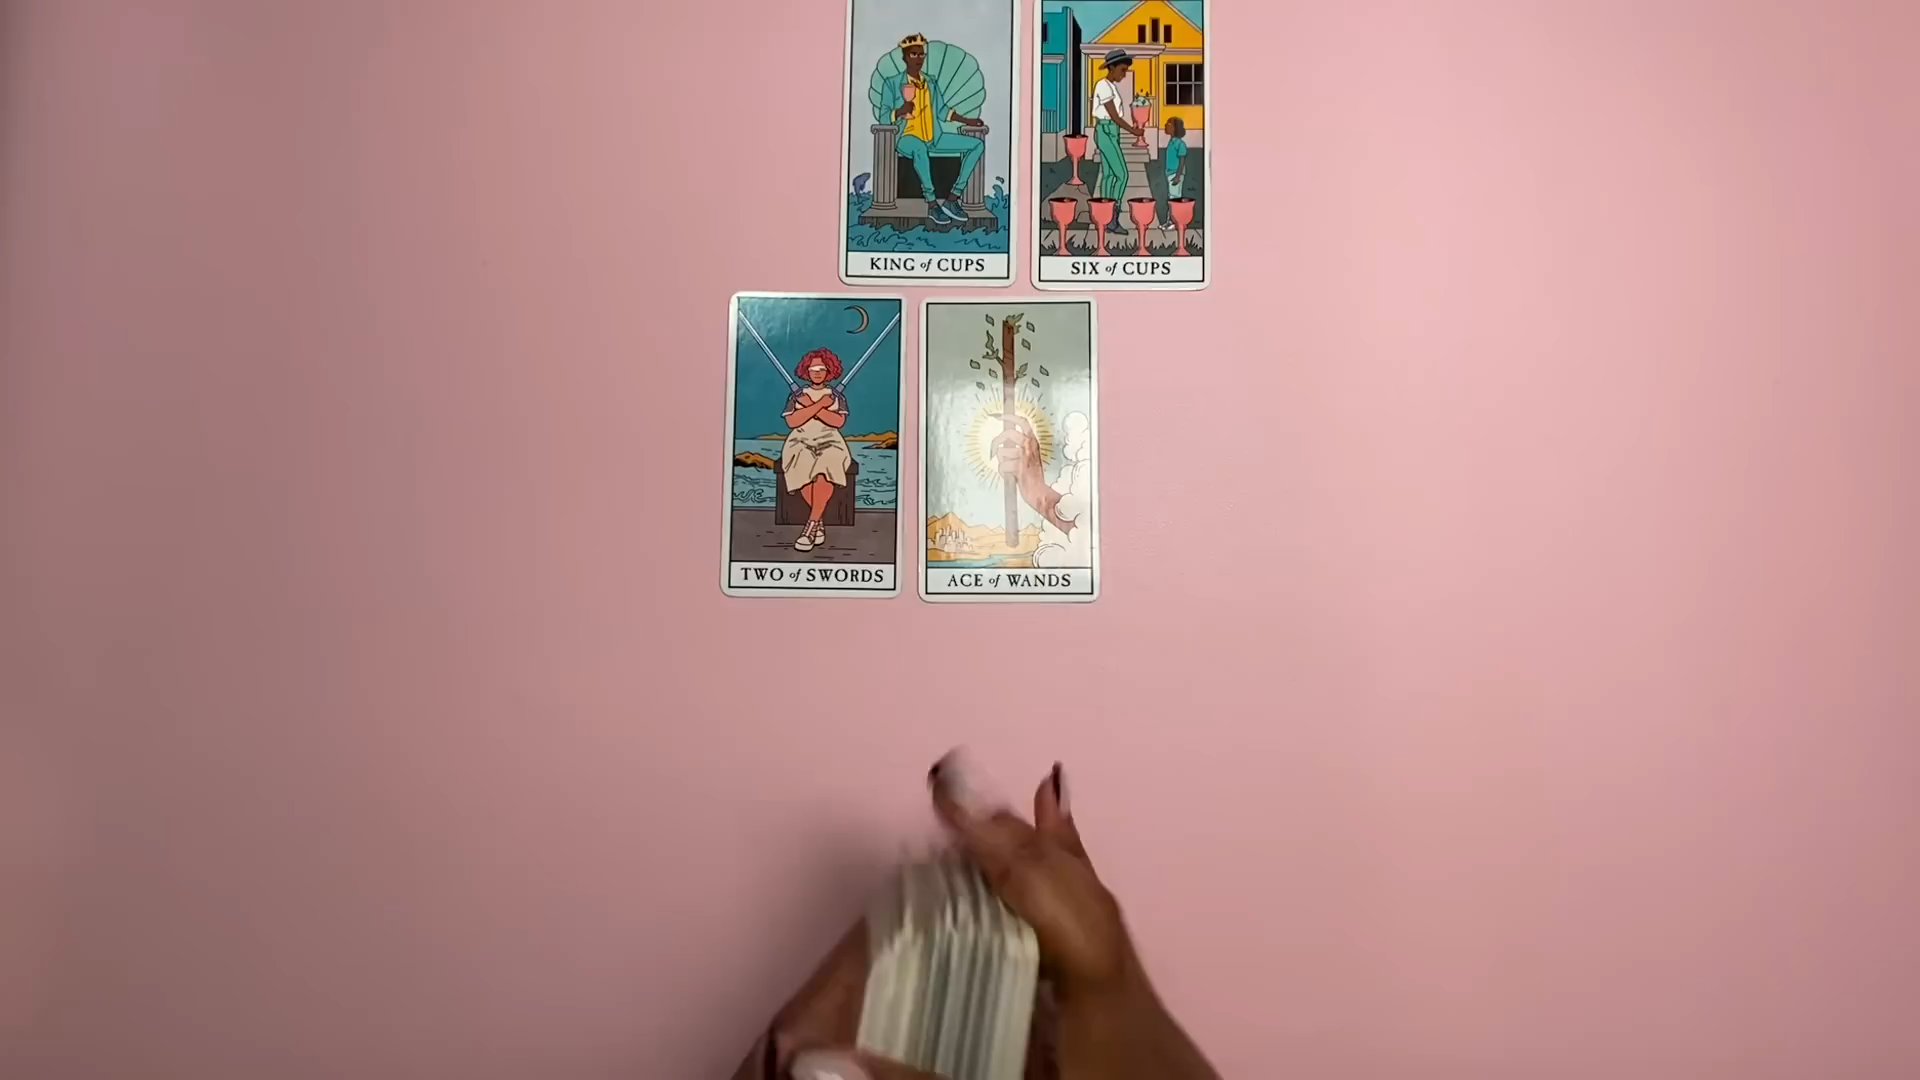 KING of CUPS
SIX of CUPS
TWO of SWORDS
ACE of WANDS